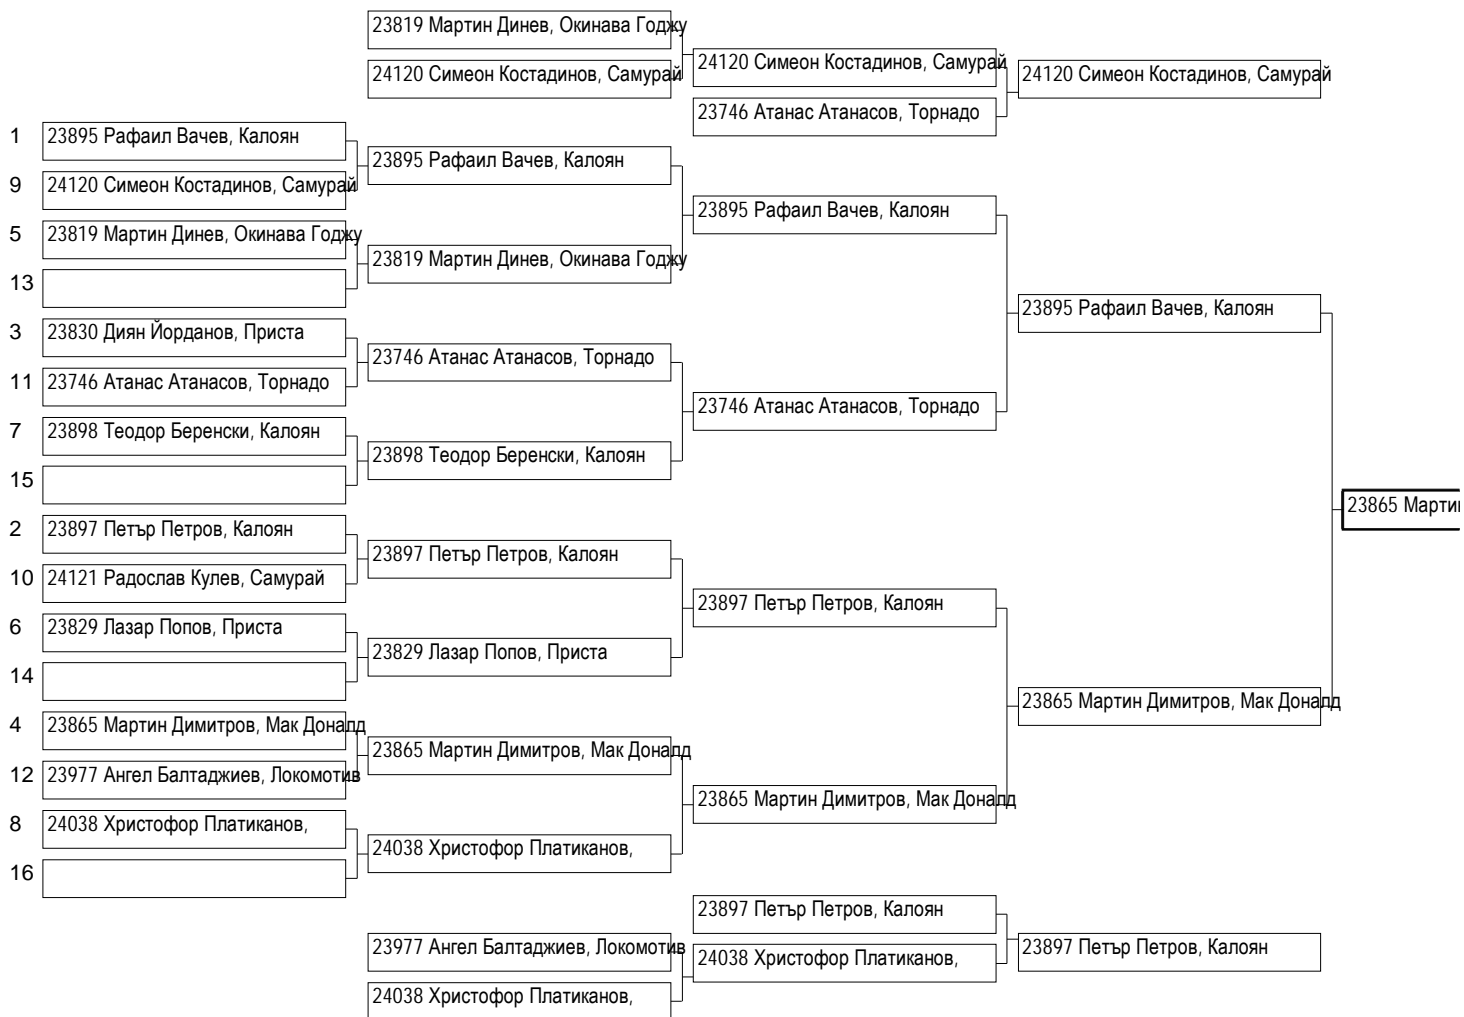 23819 Мартин Динев, Окинава Годжу
24120 Симеон Костадинов, Самурай
24120 Симеон Костадинов, Самурай
24120 Симеон Костадинов, Самурай
23746 Атанас Атанасов, Торнадо
1 23895 Рафаил Вачев, Калоян
23895 Рафаил Вачев, Калоян
9 24120 Симеон Костадинов, Самурай
23895 Рафаил Вачев, Калоян
5 23819 Мартин Динев, Окинава Годжу
23819 Мартин Динев, Окинава Годжу
13
23895 Рафаил Вачев, Калоян
3 23830 Диян Йорданов, Приста
23746 Атанас Атанасов, Торнадо
11 23746 Атанас Атанасов, Торнадо
23746 Атанас Атанасов, Торнадо
7 23898 Теодор Беренски, Калоян
23898 Теодор Беренски, Калоян
15
23865 Мартин
2 23897 Петър Петров, Калоян
23897 Петър Петров, Калоян
10 24121 Радослав Кулев, Самурай
23897 Петър Петров, Калоян
6 23829 Лазар Попов, Приста
23829 Лазар Попов, Приста
14
23865 Мартин Димитров, Мак Доналд
4 23865 Мартин Димитров, Мак Доналд
23865 Мартин Димитров, Мак Доналд
12 23977 Ангел Балтаджиев, Локомотив
23865 Мартин Димитров, Мак Доналд
8 24038 Христофор Платиканов,
24038 Христофор Платиканов,
16
23897 Петър Петров, Калоян
23977 Ангел Балтаджиев, Локомотив
24038 Христофор Платиканов,
23897 Петър Петров, Калоян
24038 Христофор Платиканов,